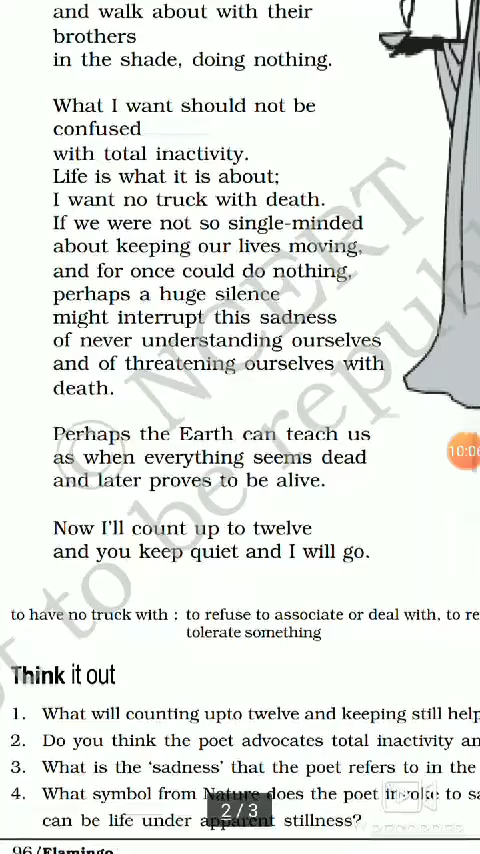 and walk about with their
brothers
in the shade, doing nothing.
What I want should not be
confused
with total inactivity.
Life is what it is about;
I want no truck with death.
If we were not so single-minded
about keeping our lives moving,
and for once could do nothing,
perhaps a huge silence
might interrupt this sadness
of never understanding ourselves
and of threatening ourselves with
death.
Perhaps the Earth can teach us
as when everything seems dead
and later proves to be alive.
Now I'll count up to twelve
and you keep quiet and I will go.
to have no truck with : to refuse to associate or deal with, to re
tolerate something
Think it out
1. What will counting upto twelve and keeping still help
2. Do you think the poet advocates total inactivity an
3. What is the 'sadness' that the poet refers to in the
4. What symbol from Nature does the poet invoke to sa
can be life under apparent stillness?
2/3
96/Flamingo
10:06
© NCERT
not to be republ